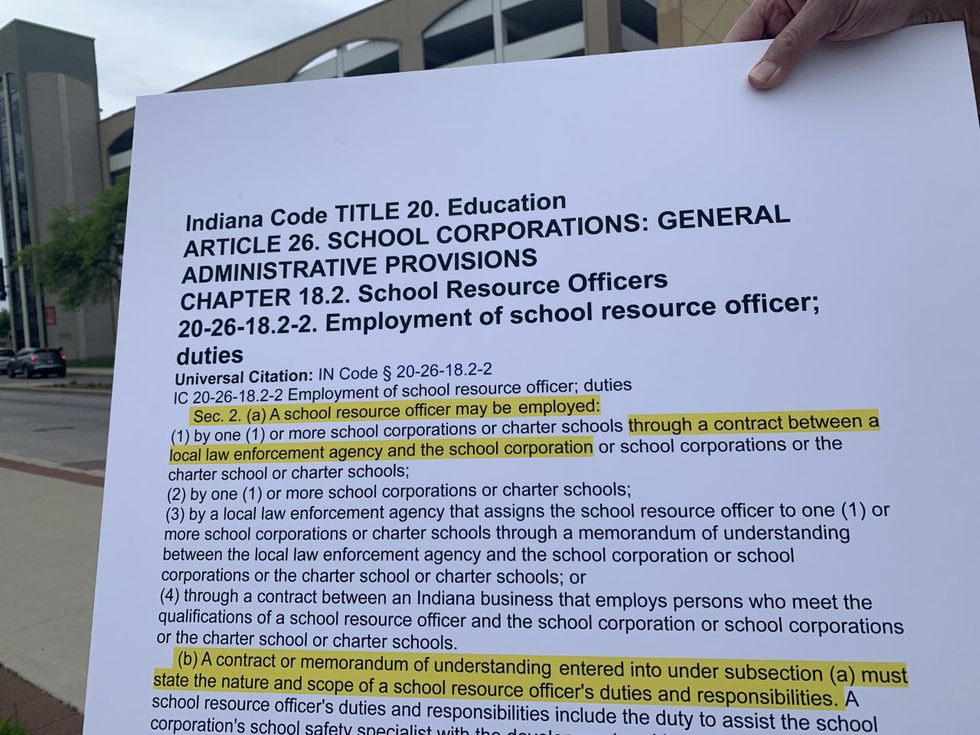 Indiana Code TITLE 20. Education
ARTICLE 26. SCHOOL CORPORATIONS: GENERAL
ADMINISTRATIVE PROVISIONS
CHAPTER 18.2. School Resource Officers
20-26-18.2-2. Employment of school resource officer;
duties
Universal Citation: IN Code § 20-26-18.2-2
IC 20-26-18.2-2 Employment of school resource officer; duties
Sec. 2. (a) A school resource officer may be employed:
(1) by one (1) or more school corporations or charter schools through a contract between a
local law enforcement agency and the school corporation or school corporations or the
charter school or charter schools;
(2) by one (1) or more school corporations or charter schools;
(3) by a local law enforcement agency that assigns the school resource officer to one (1) or
more school corporations or charter schools through a memorandum of understanding
between the local law enforcement agency and the school corporation or school
corporations or the charter school or charter schools; or
(4) through a contract between an Indiana business that employs persons who meet the
qualifications of a school resource officer and the school corporation or school corporations
or the charter school or charter schools.
(b) A contract or memorandum of understanding entered into under subsection (a) must
state the nature and scope of a school resource officer's duties and responsibilities. A
school resource officer's duties and responsibilities include the duty to assist the school
corporation's school safety specialist with the